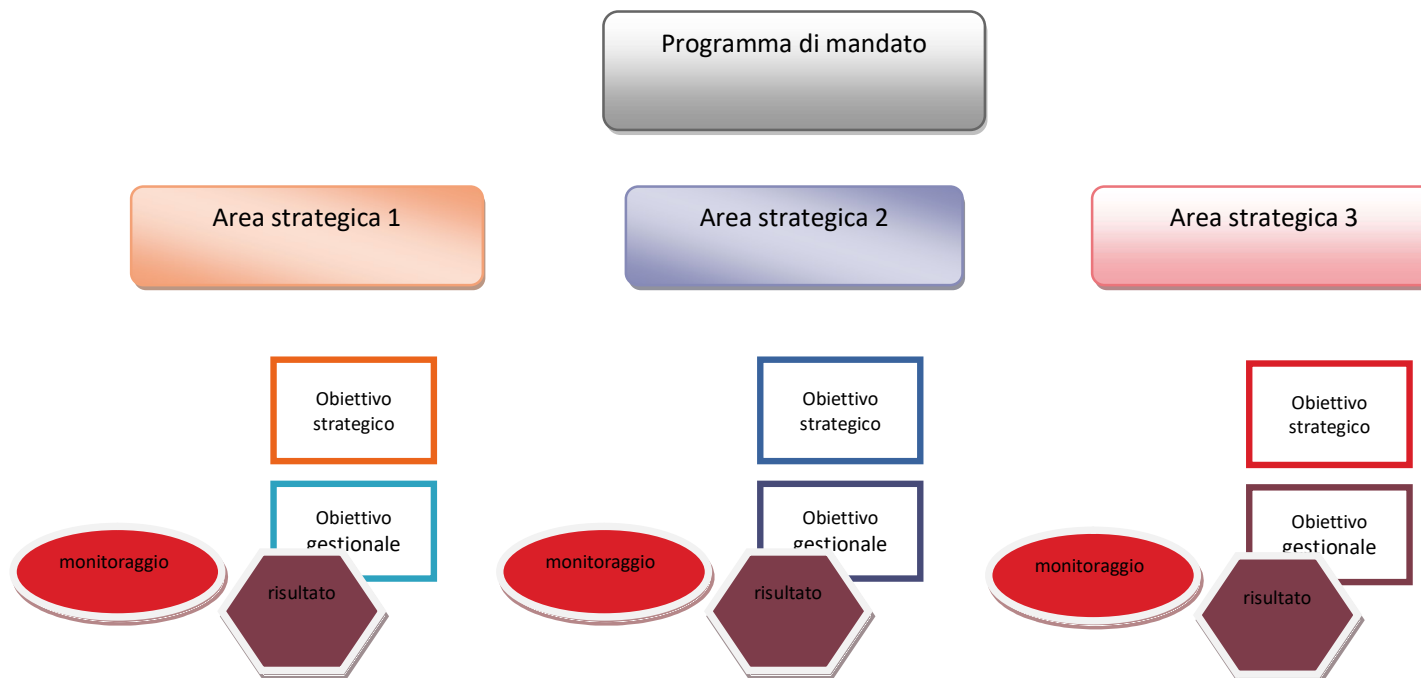 Programma di mandato
Area strategica 1
Area strategica 2
Area strategica 3
Obiettivo
strategico
Obiettivo
strategico
Obiettivo
strategico
Obiettivo
gestionale
Obiettivo
gestionale
Obiettivo
gestionale
monitoraggio
risultato
monitoraggio
risultato
monitoraggio
risultato